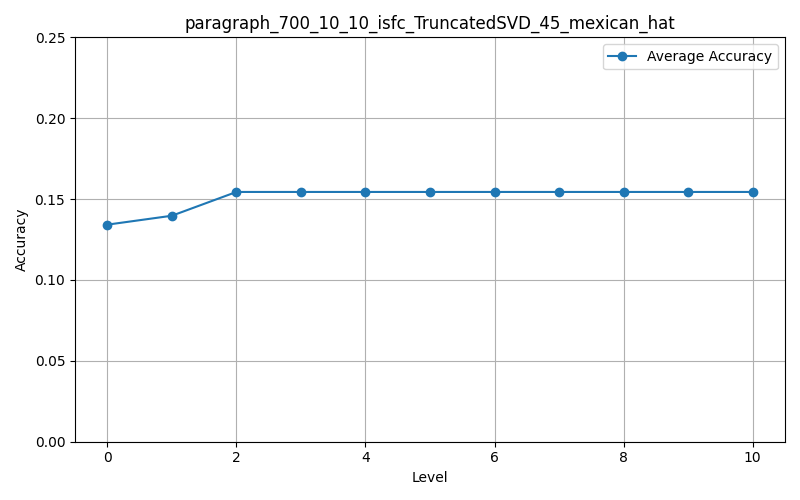 paragraph_700_10_10_isfc_TruncatedSVD_45_mexican_hat
Average Accuracy
0.25
0.20
0.15
0.10
0.05
0.00
Accuracy
0 2 4 6 8 10
Level